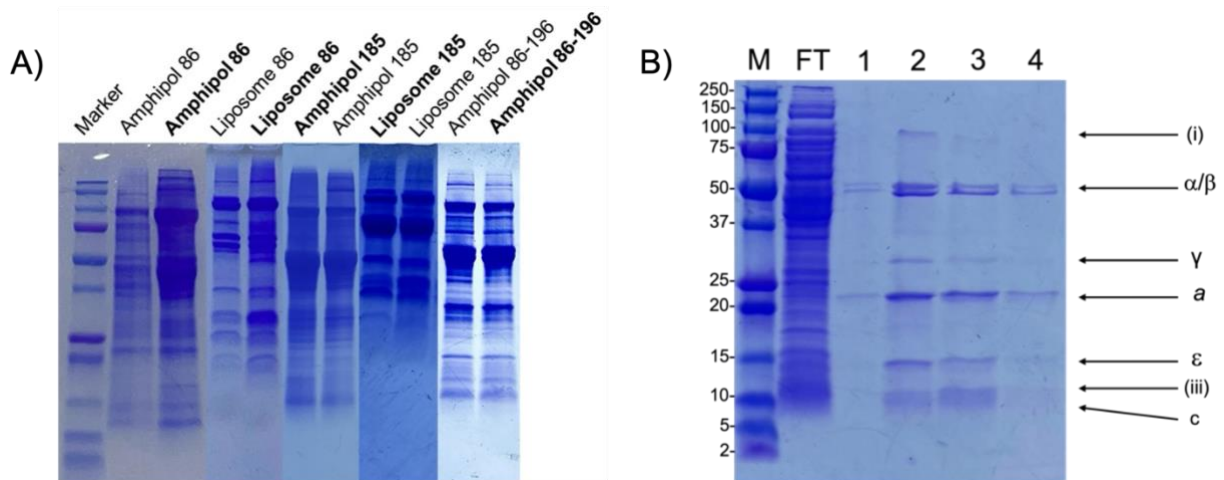 A)
Marker
Amphipol 86
Amphipol 86
Liposome 86
Liposome 86
Amphipol 185
Amphipol 185
Liposome 185
Liposome 185
Amphipol 86-196
Amphipol 86-196
B)
M FT 1 2 3 4
250-
150-
100-
75-
50-
37-
25-
20-
15-
10-
5-
2-
(i)
α/β
γ
a
ε
(iii)
c